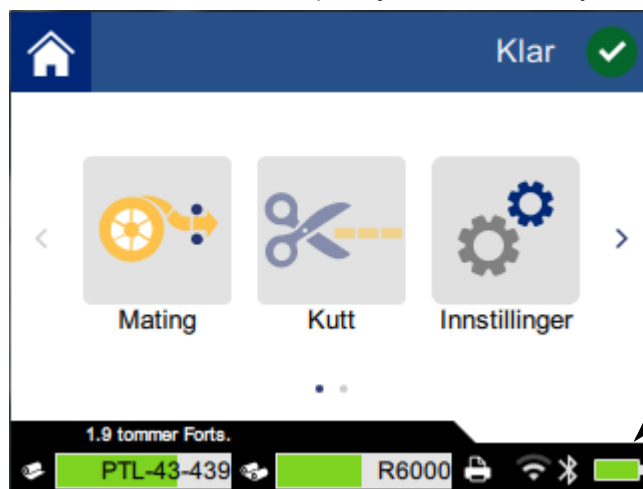 Klar
Mating
Kutt
Innstillinger
1.9 tommer Forts.
PTL-43-439
R6000